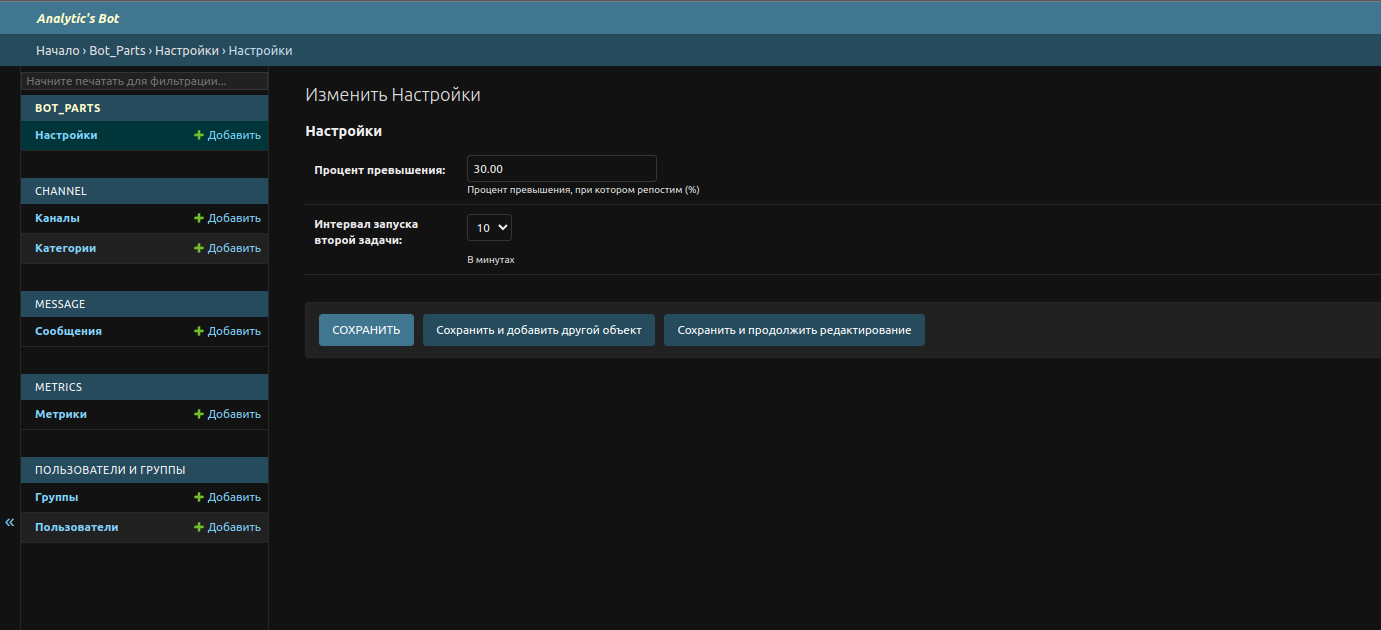 Analytic's Bot
Начало › Bot_Parts › Настройки › Настройки
Начните печатать для фильтрации...
BOT_PARTS
Настройки + Добавить
CHANNEL
Каналы + Добавить
Категории + Добавить
MESSAGE
Сообщения + Добавить
METRICS
Метрики + Добавить
ПОЛЬЗОВАТЕЛИ И ГРУППЫ
Группы + Добавить
Пользователи + Добавить
«
Изменить Настройки
Настройки
Процент превышения: 30.00
Процент превышения, при котором репостим (%)
Интервал запуска
второй задачи:
10
В минутах
СОХРАНИТЬ Сохранить и добавить другой объект Сохранить и продолжить редактирование